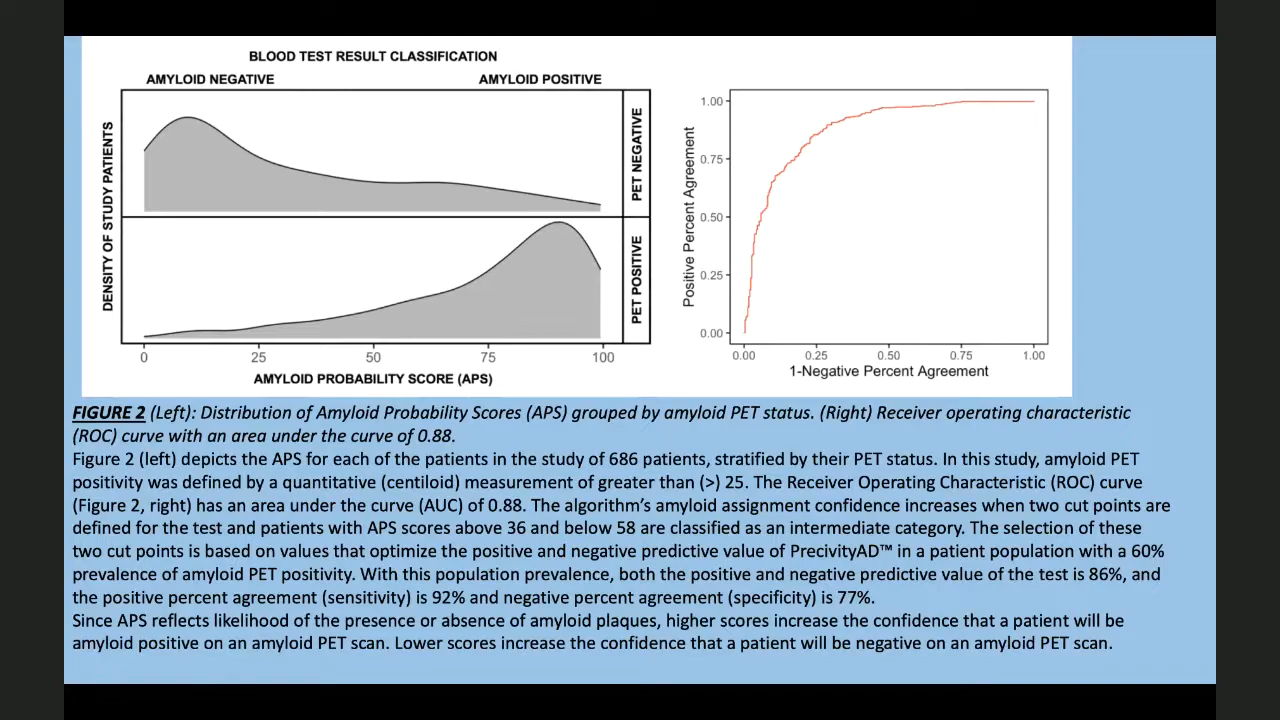 BLOOD TEST RESULT CLASSIFICATION
AMYLOID NEGATIVE
AMYLOID POSITIVE
DENSITY OF STUDY PATIENTS
PET NEGATIVE
PET POSITIVE
0 25 50 75 100
AMYLOID PROBABILITY SCORE (APS)
Positive Percent Agreement
1.00
0.75
0.50
0.25
0.00
0.00 0.25 0.50 0.75 1.00
1-Negative Percent Agreement
FIGURE 2 (Left): Distribution of Amyloid Probability Scores (APS) grouped by amyloid PET status. (Right) Receiver operating characteristic
(ROC) curve with an area under the curve of 0.88.
Figure 2 (left) depicts the APS for each of the patients in the study of 686 patients, stratified by their PET status. In this study, amyloid PET
positivity was defined by a quantitative (centiloid) measurement of greater than (>) 25. The Receiver Operating Characteristic (ROC) curve
(Figure 2, right) has an area under the curve (AUC) of 0.88. The algorithm's amyloid assignment confidence increases when two cut points are
defined for the test and patients with APS scores above 36 and below 58 are classified as an intermediate category. The selection of these
two cut points is based on values that optimize the positive and negative predictive value of PrecivityAD™ in a patient population with a 60%
prevalence of amyloid PET positivity. With this population prevalence, both the positive and negative predictive value of the test is 86%, and
the positive percent agreement (sensitivity) is 92% and negative percent agreement (specificity) is 77%.
Since APS reflects likelihood of the presence or absence of amyloid plaques, higher scores increase the confidence that a patient will be
amyloid positive on an amyloid PET scan. Lower scores increase the confidence that a patient will be negative on an amyloid PET scan.